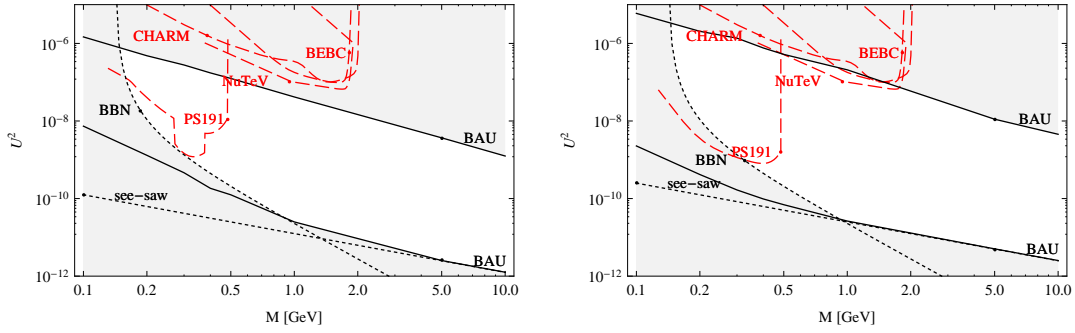 10^-6
10^-8
10^-10
10^-12
U^2
CHARM
BEBC
NuTeV
PS191
BBN
BAU
see-saw
BAU
0.1 0.2 0.5 1.0 2.0 5.0 10.0
M [GeV]
10^-6
10^-8
10^-10
10^-12
U^2
CHARM
BEBC
NuTeV
PS191
BBN
BAU
see-saw
BAU
0.1 0.2 0.5 1.0 2.0 5.0 10.0
M [GeV]